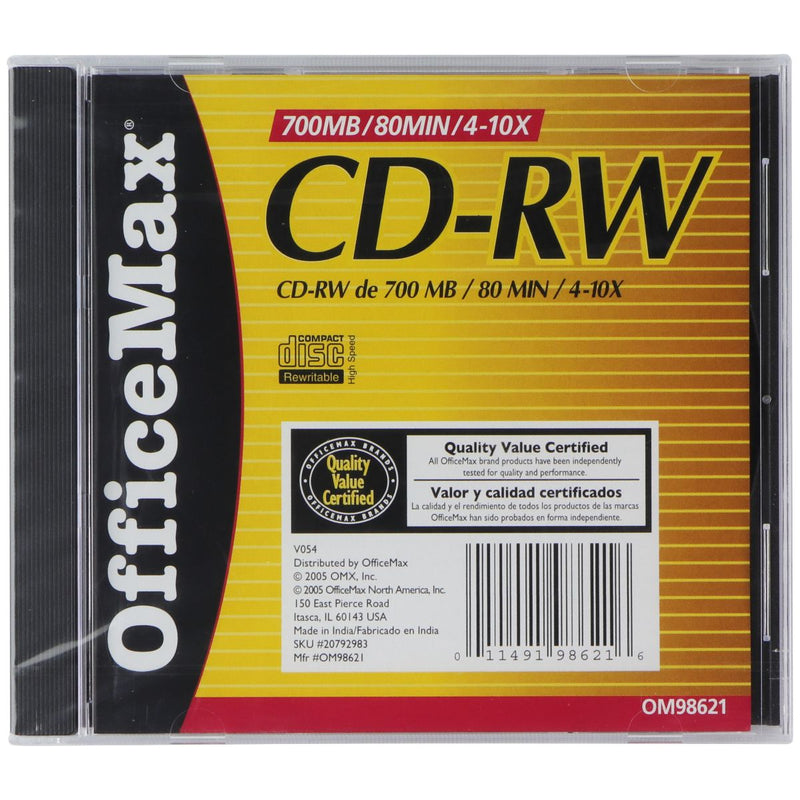 OfficeMax®
700MB/80MIN/4-10X
CD-RW
CD-RW de 700 MB / 80 MIN / 4-10X
COMPACT
disc
Rewritable
High Speed
OFFICEMAX BRANDS
Quality
Value
Certified
OFFICEMAX BRANDS
Quality Value Certified
All OfficeMax brand products have been independently
tested for quality and performance.
Valor y calidad certificados
La calidad y el rendimiento de todos los productos de las marcas
OfficeMax han sido probados en forma independiente.
V054
Distributed by OfficeMax
© 2005 OMX, Inc.
© 2005 OfficeMax North America, Inc.
150 East Pierce Road
Itasca, IL 60143 USA
Made in India/Fabricado en India
SKU #20792983
Mfr #OM98621
0 11491 98621 6
OM98621